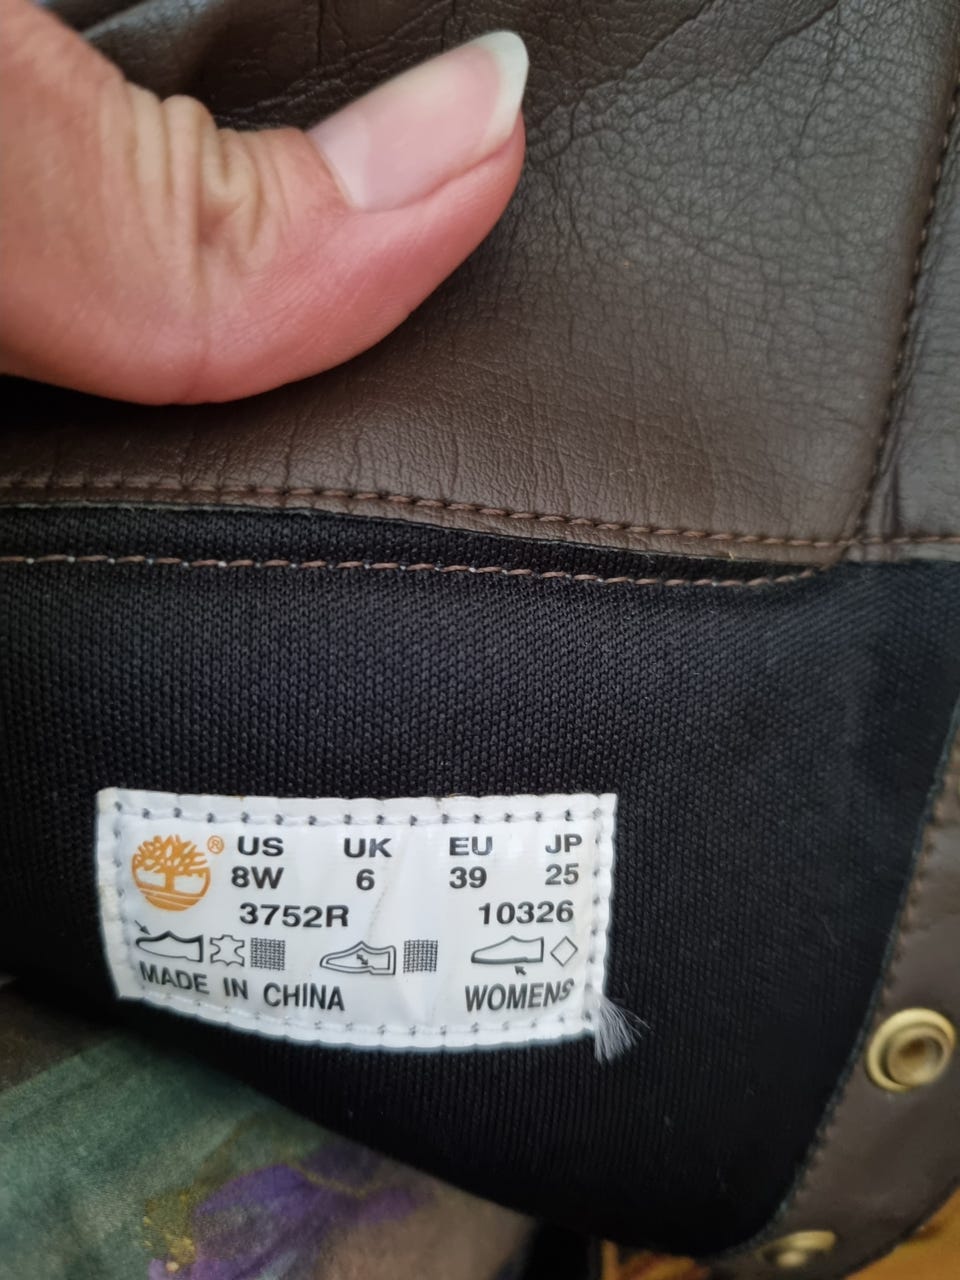 ® US UK EU JP
8W 6 39 25
3752R 10326
MADE IN CHINA WOMENS